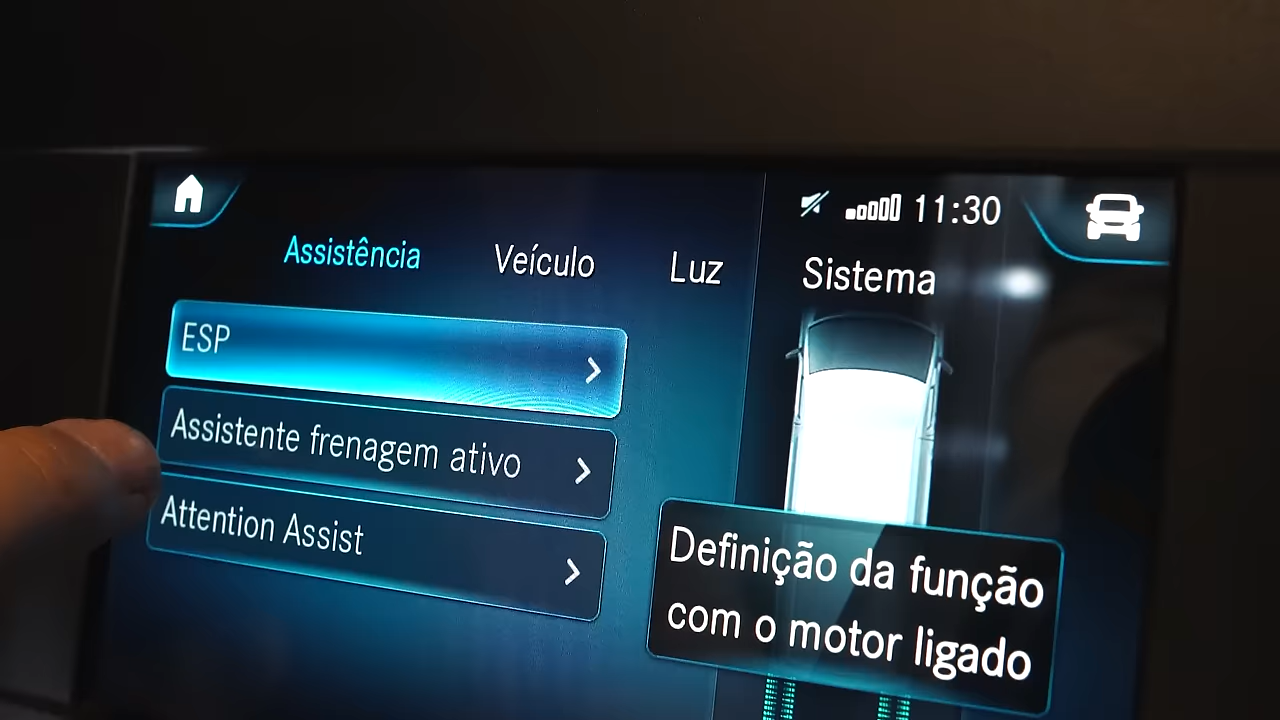 11:30
Assistência
Veículo
Luz
Sistema
ESP
Assistente frenagem ativo
Attention Assist
Definição da função
com o motor ligado